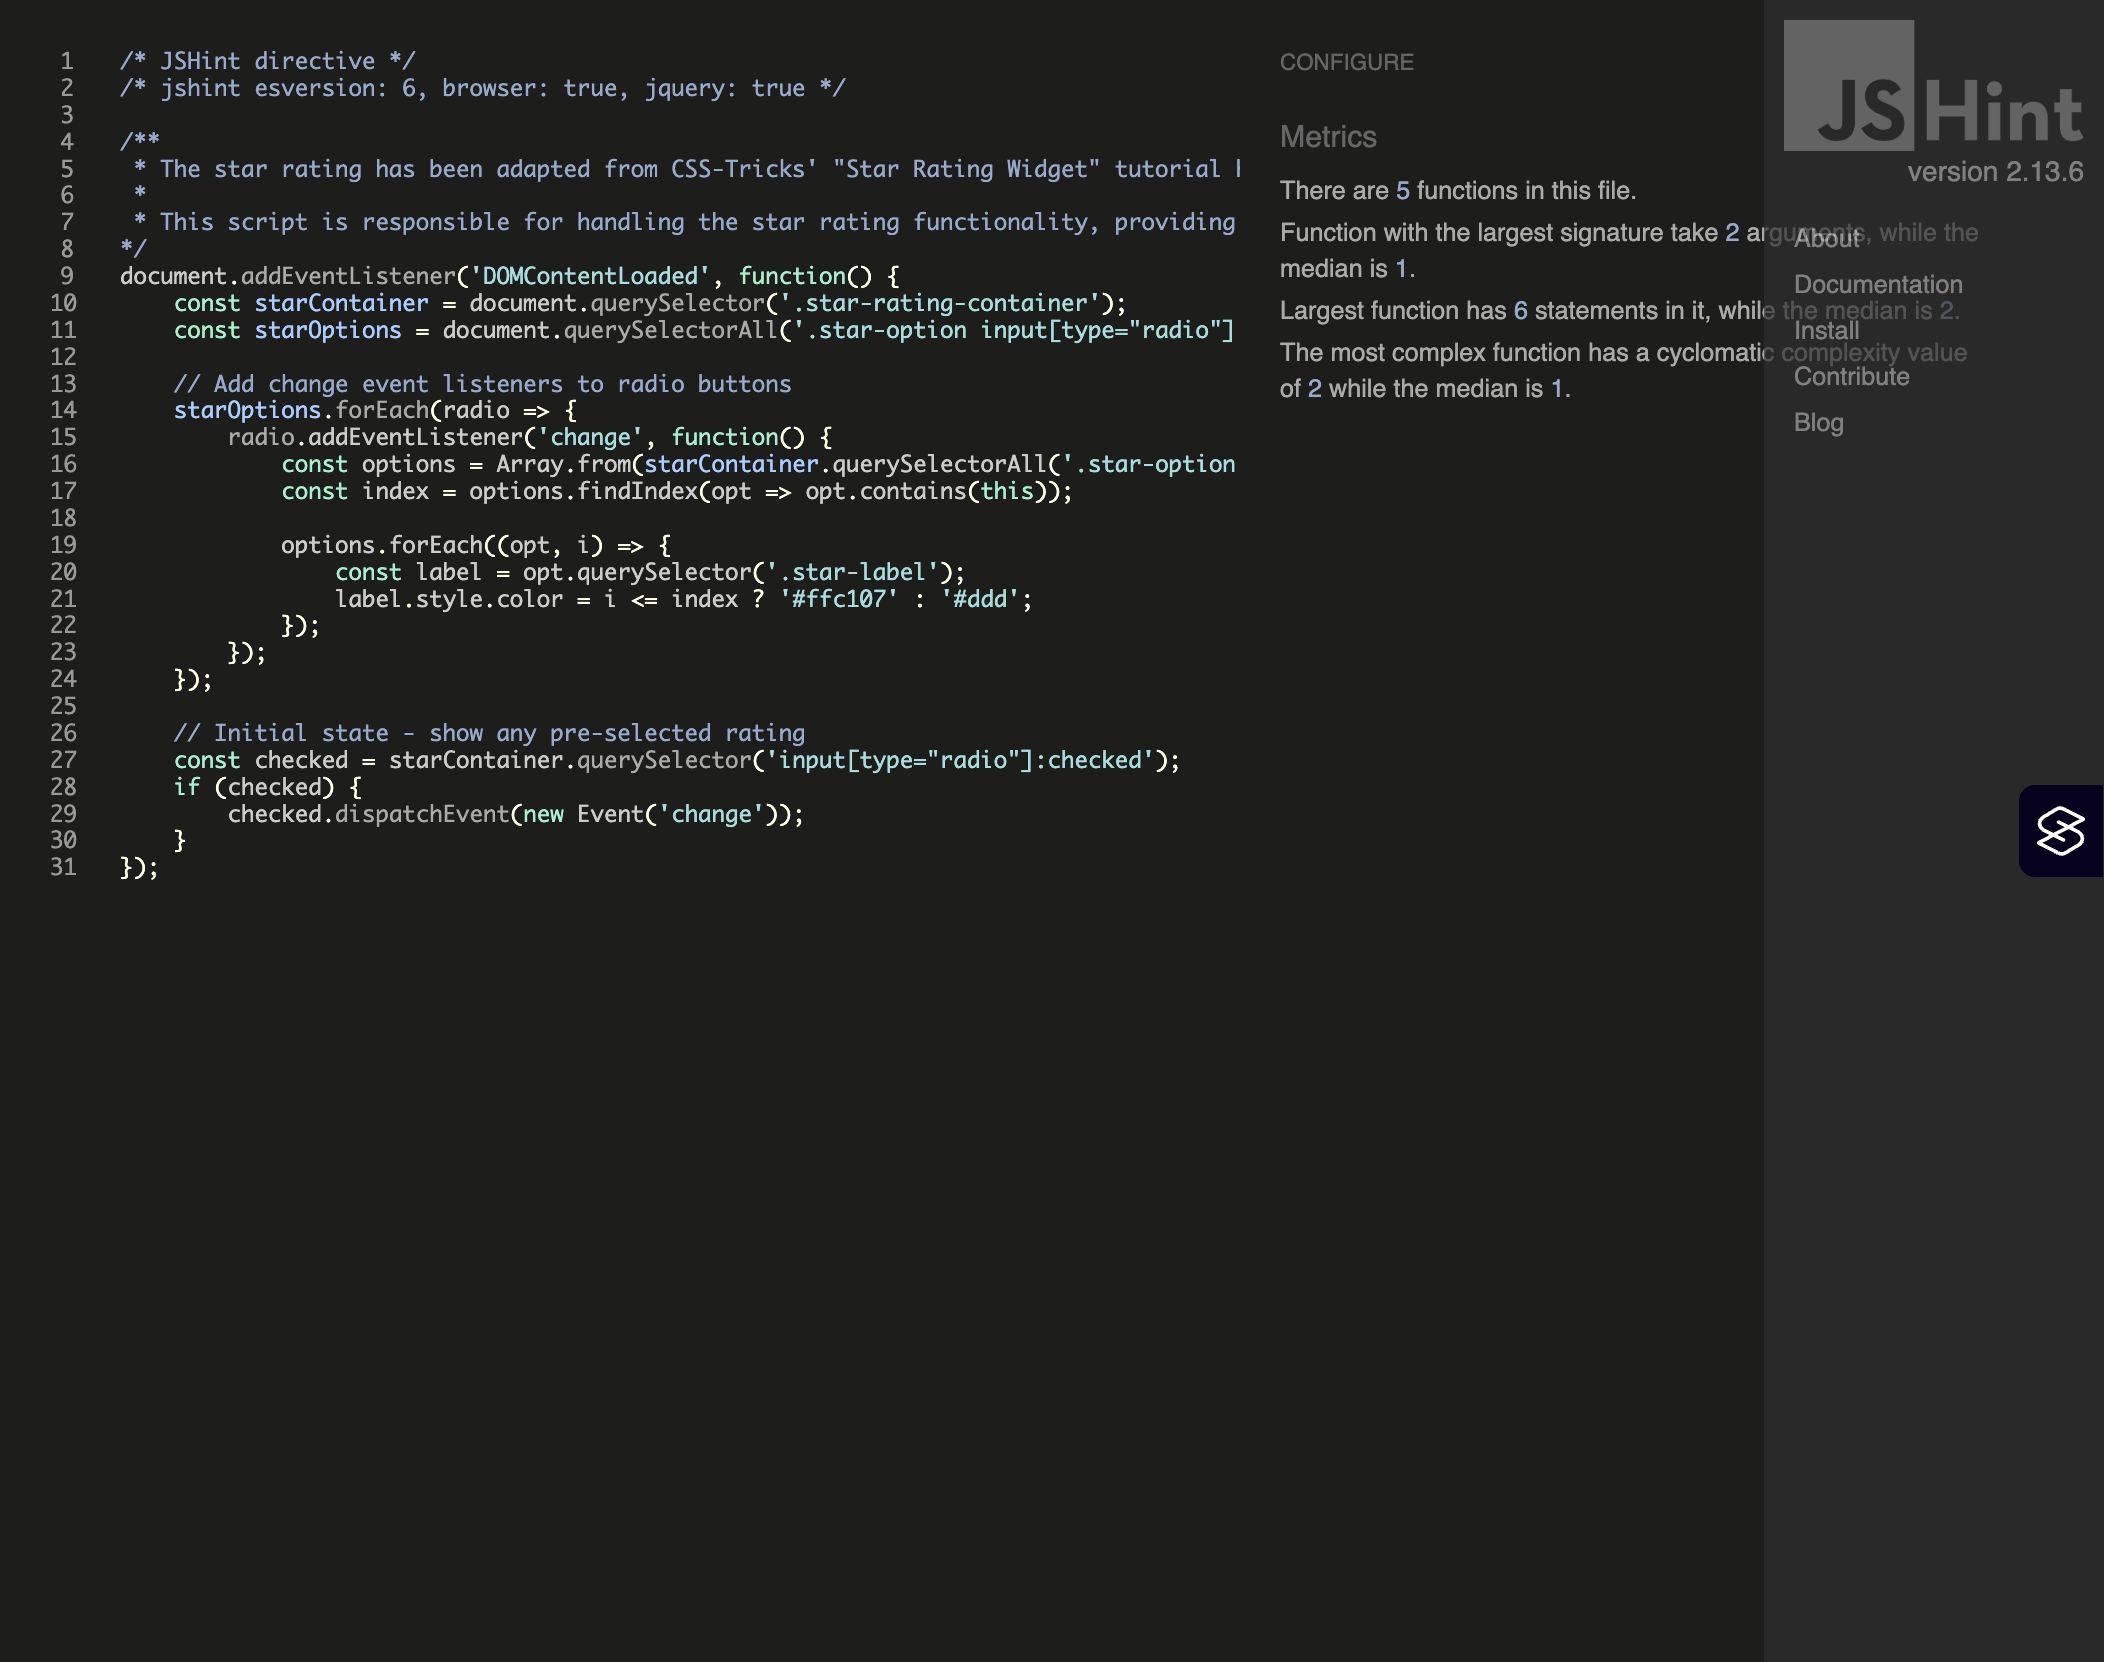 1 /* JSHint directive */
2 /* jshint esversion: 6, browser: true, jquery: true */
3
4 /**
5 * The star rating has been adapted from CSS-Tricks' "Star Rating Widget" tutorial
6 *
7 * This script is responsible for handling the star rating functionality, providing
8 */
9 document.addEventListener('DOMContentLoaded', function() {
10 const starContainer = document.querySelector('.star-rating-container');
11 const starOptions = document.querySelectorAll('.star-option input[type="radio"]
12
13 // Add change event listeners to radio buttons
14 starOptions.forEach(radio => {
15 radio.addEventListener('change', function() {
16 const options = Array.from(starContainer.querySelectorAll('.star-option
17 const index = options.findIndex(opt => opt.contains(this));
18
19 options.forEach((opt, i) => {
20 const label = opt.querySelector('.star-label');
21 label.style.color = i <= index ? '#ffc107' : '#ddd';
22 });
23 });
24 });
25
26 // Initial state - show any pre-selected rating
27 const checked = starContainer.querySelector('input[type="radio"]:checked');
28 if (checked) {
29 checked.dispatchEvent(new Event('change'));
30 }
31 });
CONFIGURE
Metrics
There are 5 functions in this file.
Function with the largest signature take 2 arguments, while the
median is 1.
Largest function has 6 statements in it, while the median is 2.
The most complex function has a cyclomatic complexity value
of 2 while the median is 1.
JSHint
version 2.13.6
About
Documentation
Install
Contribute
Blog